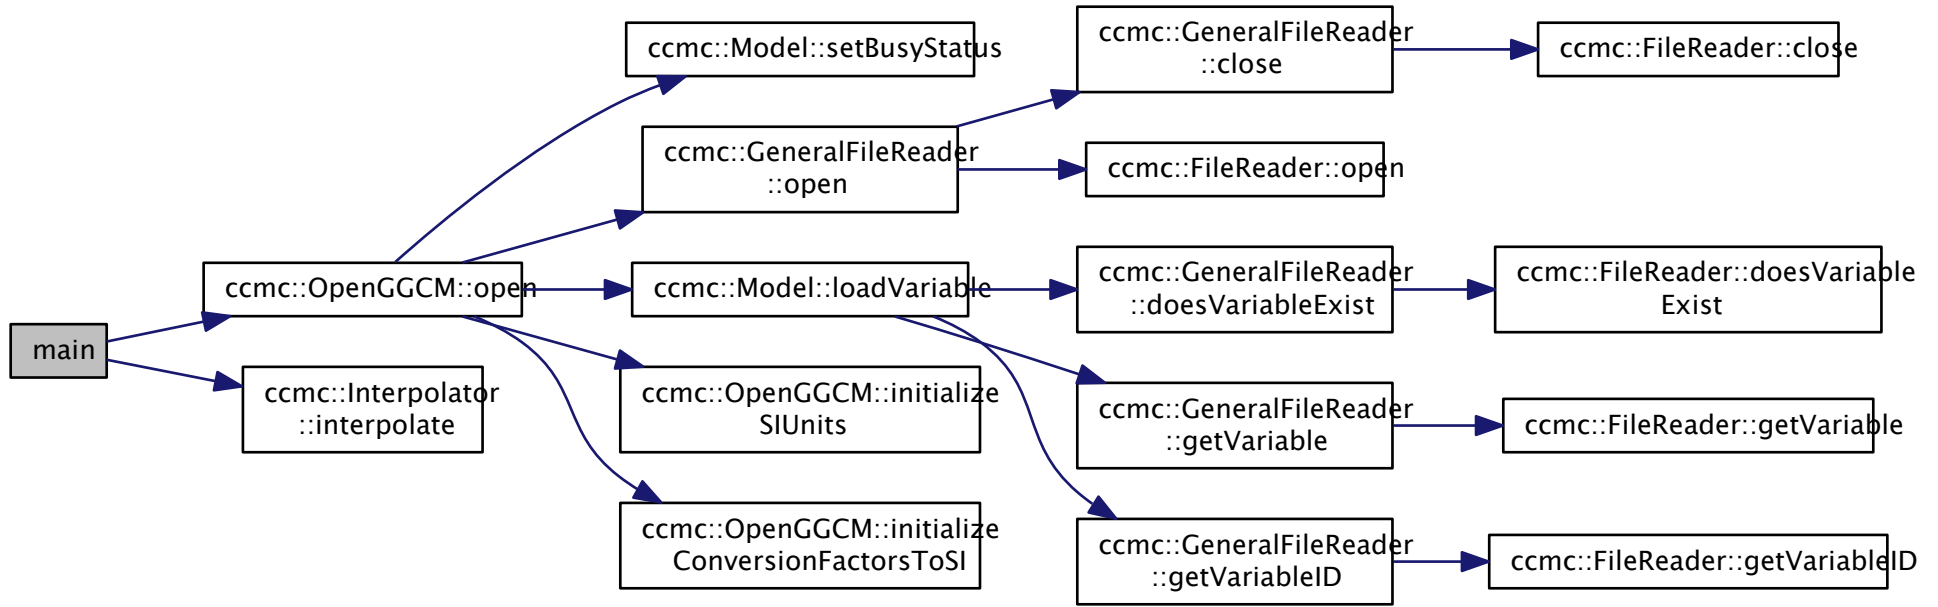 main
ccmc::OpenGGCM::open
ccmc::Interpolator
::interpolate
ccmc::Model::setBusyStatus
ccmc::GeneralFileReader
::open
ccmc::Model::loadVariable
ccmc::OpenGGCM::initialize
SIUnits
ccmc::OpenGGCM::initialize
ConversionFactorsToSI
ccmc::GeneralFileReader
::close
ccmc::FileReader::open
ccmc::GeneralFileReader
::doesVariableExist
ccmc::GeneralFileReader
::getVariable
ccmc::GeneralFileReader
::getVariableID
ccmc::FileReader::close
ccmc::FileReader::doesVariable
Exist
ccmc::FileReader::getVariable
ccmc::FileReader::getVariableID